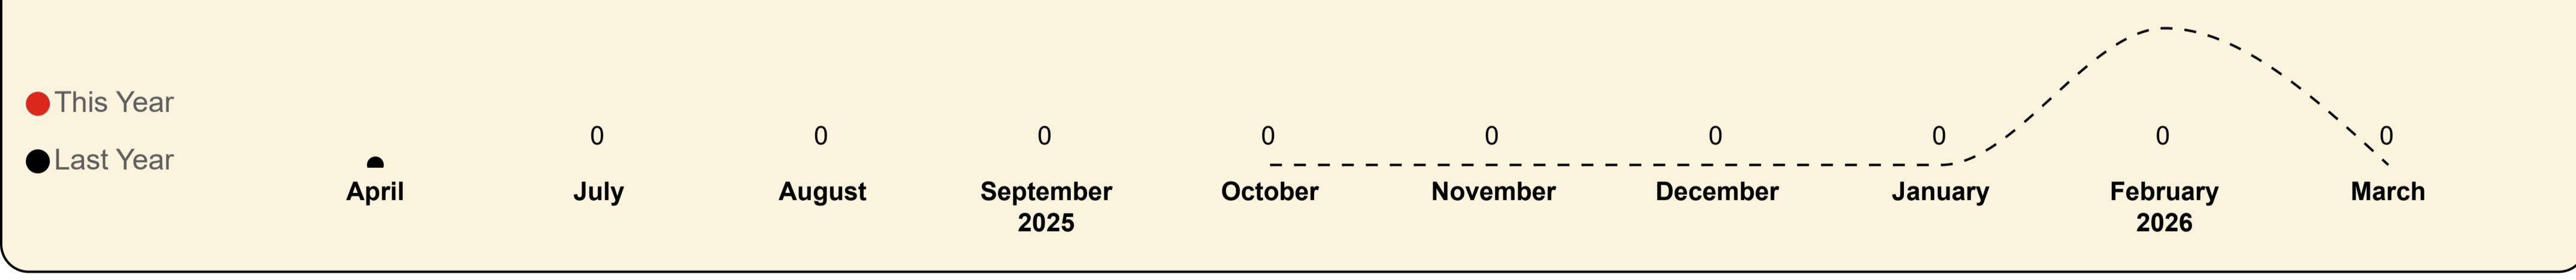 This Year
Last Year
0 0 0 0 0 0 0 0 0
April July August September October November December January February March
2025 2026